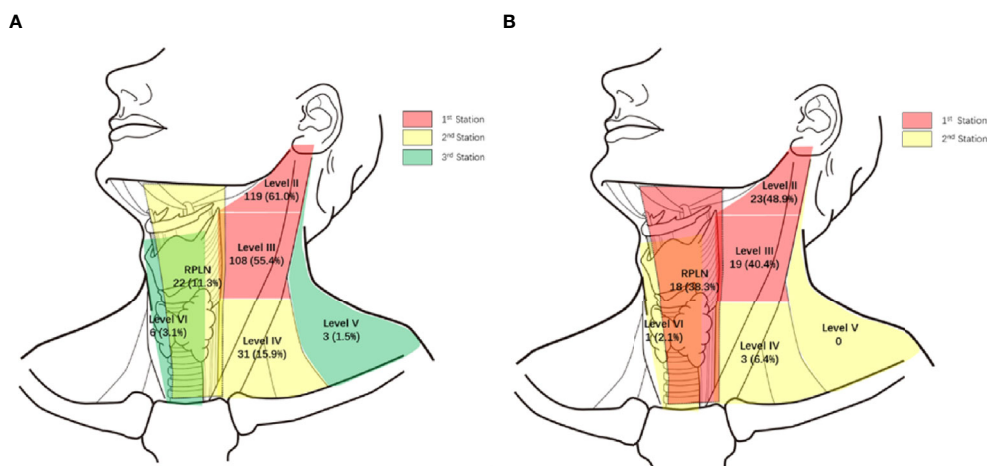 A
1st Station
2nd Station
3rd Station
Level II
119 (61.0%)
Level III
108 (55.4%)
RPLN
22 (11.3%)
Level VI
6 (3.1%)
Level IV
31 (15.9%)
Level V
3 (1.5%)
B
1st Station
2nd Station
Level II
23(48.9%)
Level III
19 (40.4%)
RPLN
18 (38.3%)
Level VI
1 (2.1%)
Level IV
3 (6.4%)
Level V
0